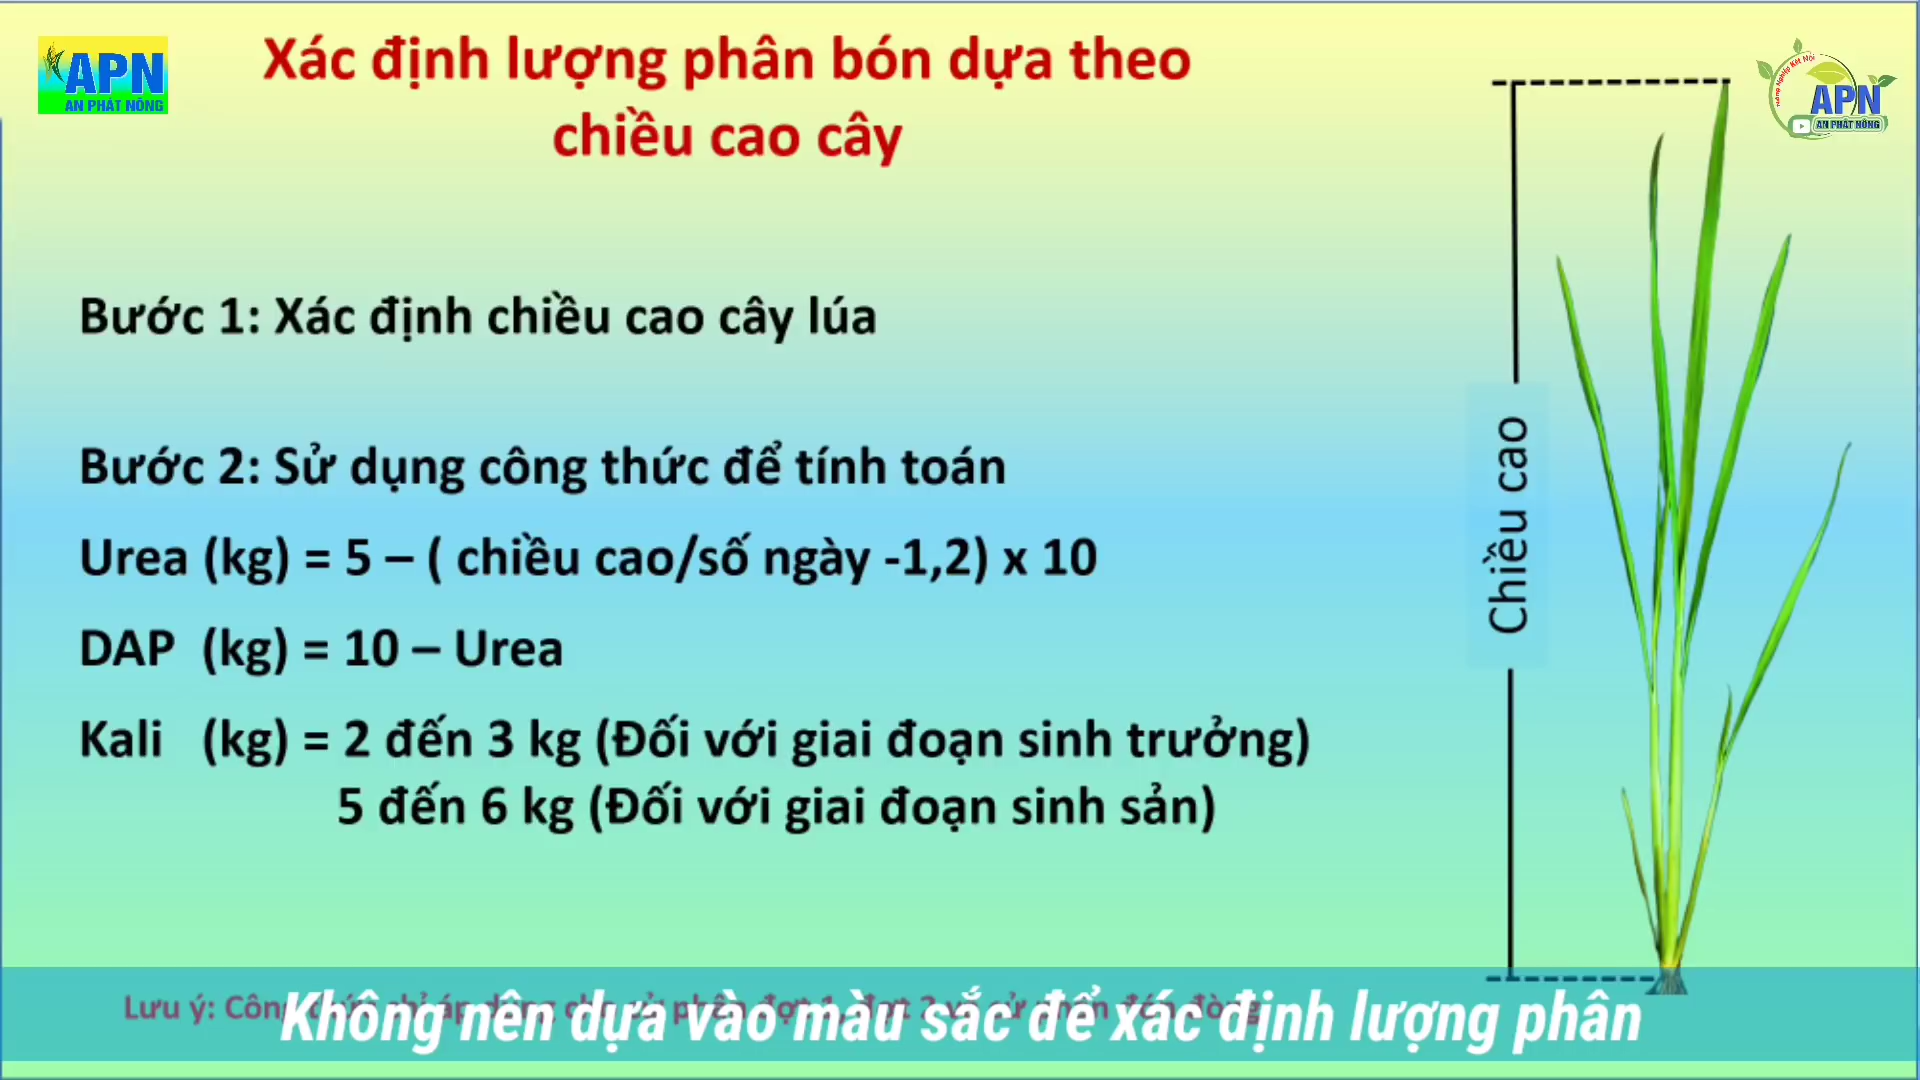 APN
AN PHÁT NÔNG
Xác định lượng phân bón dựa theo
chiều cao cây
Nông Nghiệp Kết Nối
APN
AN PHÁT NÔNG
Bước 1: Xác định chiều cao cây lúa
Bước 2: Sử dụng công thức để tính toán
Urea (kg) = 5 – ( chiều cao/số ngày -1,2) x 10
DAP (kg) = 10 – Urea
Kali (kg) = 2 đến 3 kg (Đối với giai đoạn sinh trưởng)
5 đến 6 kg (Đối với giai đoạn sinh sản)
Chiều cao
Lưu ý:
Không nên dựa vào màu sắc để xác định lượng phân